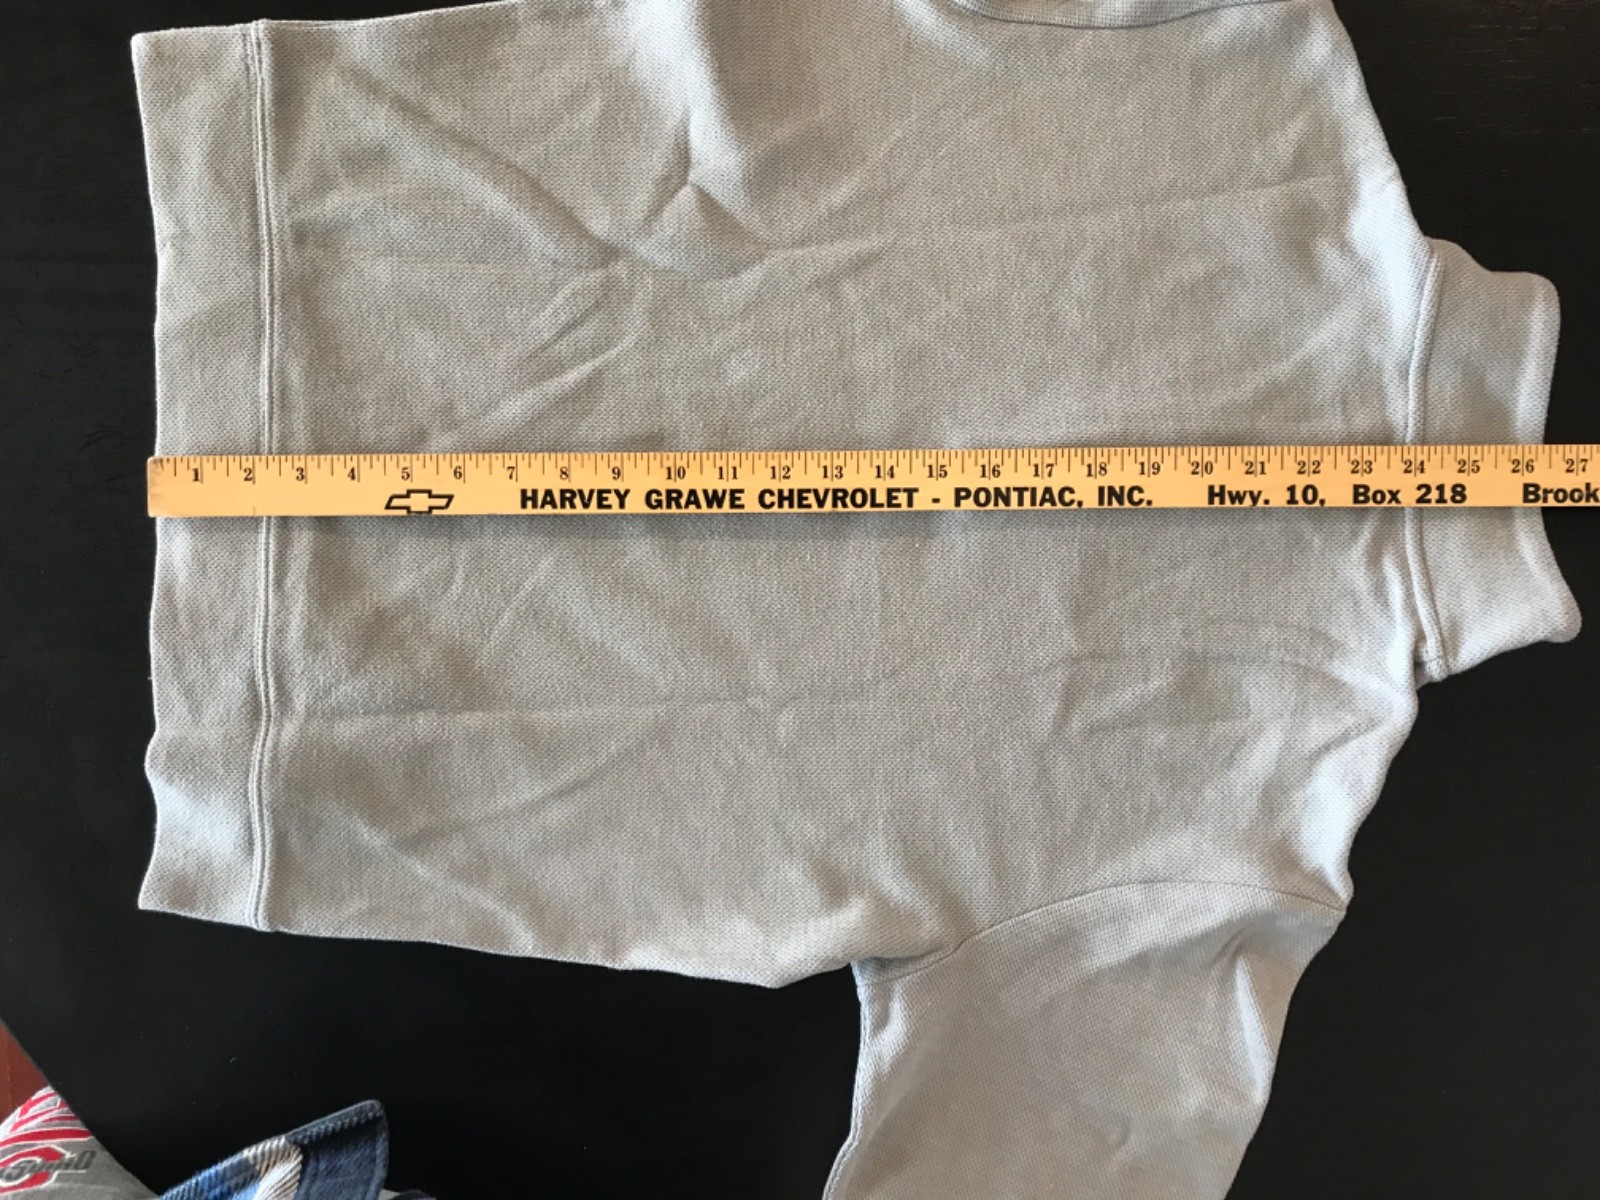 1 2 3 4 5 6 7 8 9 10 11 12 13 14 15 16 17 18 19 20 21 22 23 24 25 26 27
HARVEY GRAWE CHEVROLET - PONTIAC, INC. Hwy. 10, Box 218 Brook